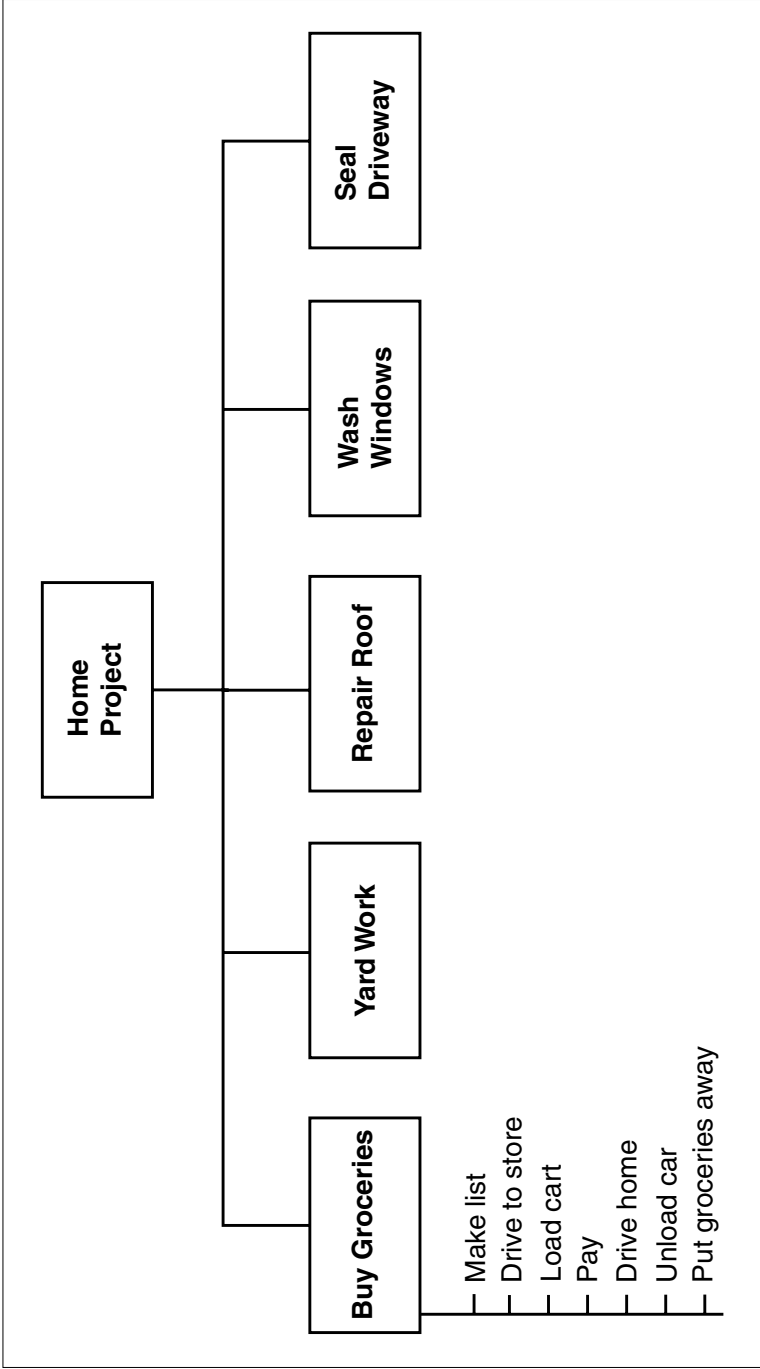 Home
Project
Buy Groceries
Yard Work
Repair Roof
Wash
Windows
Seal
Driveway
Make list
Drive to store
Load cart
Pay
Drive home
Unload car
Put groceries away